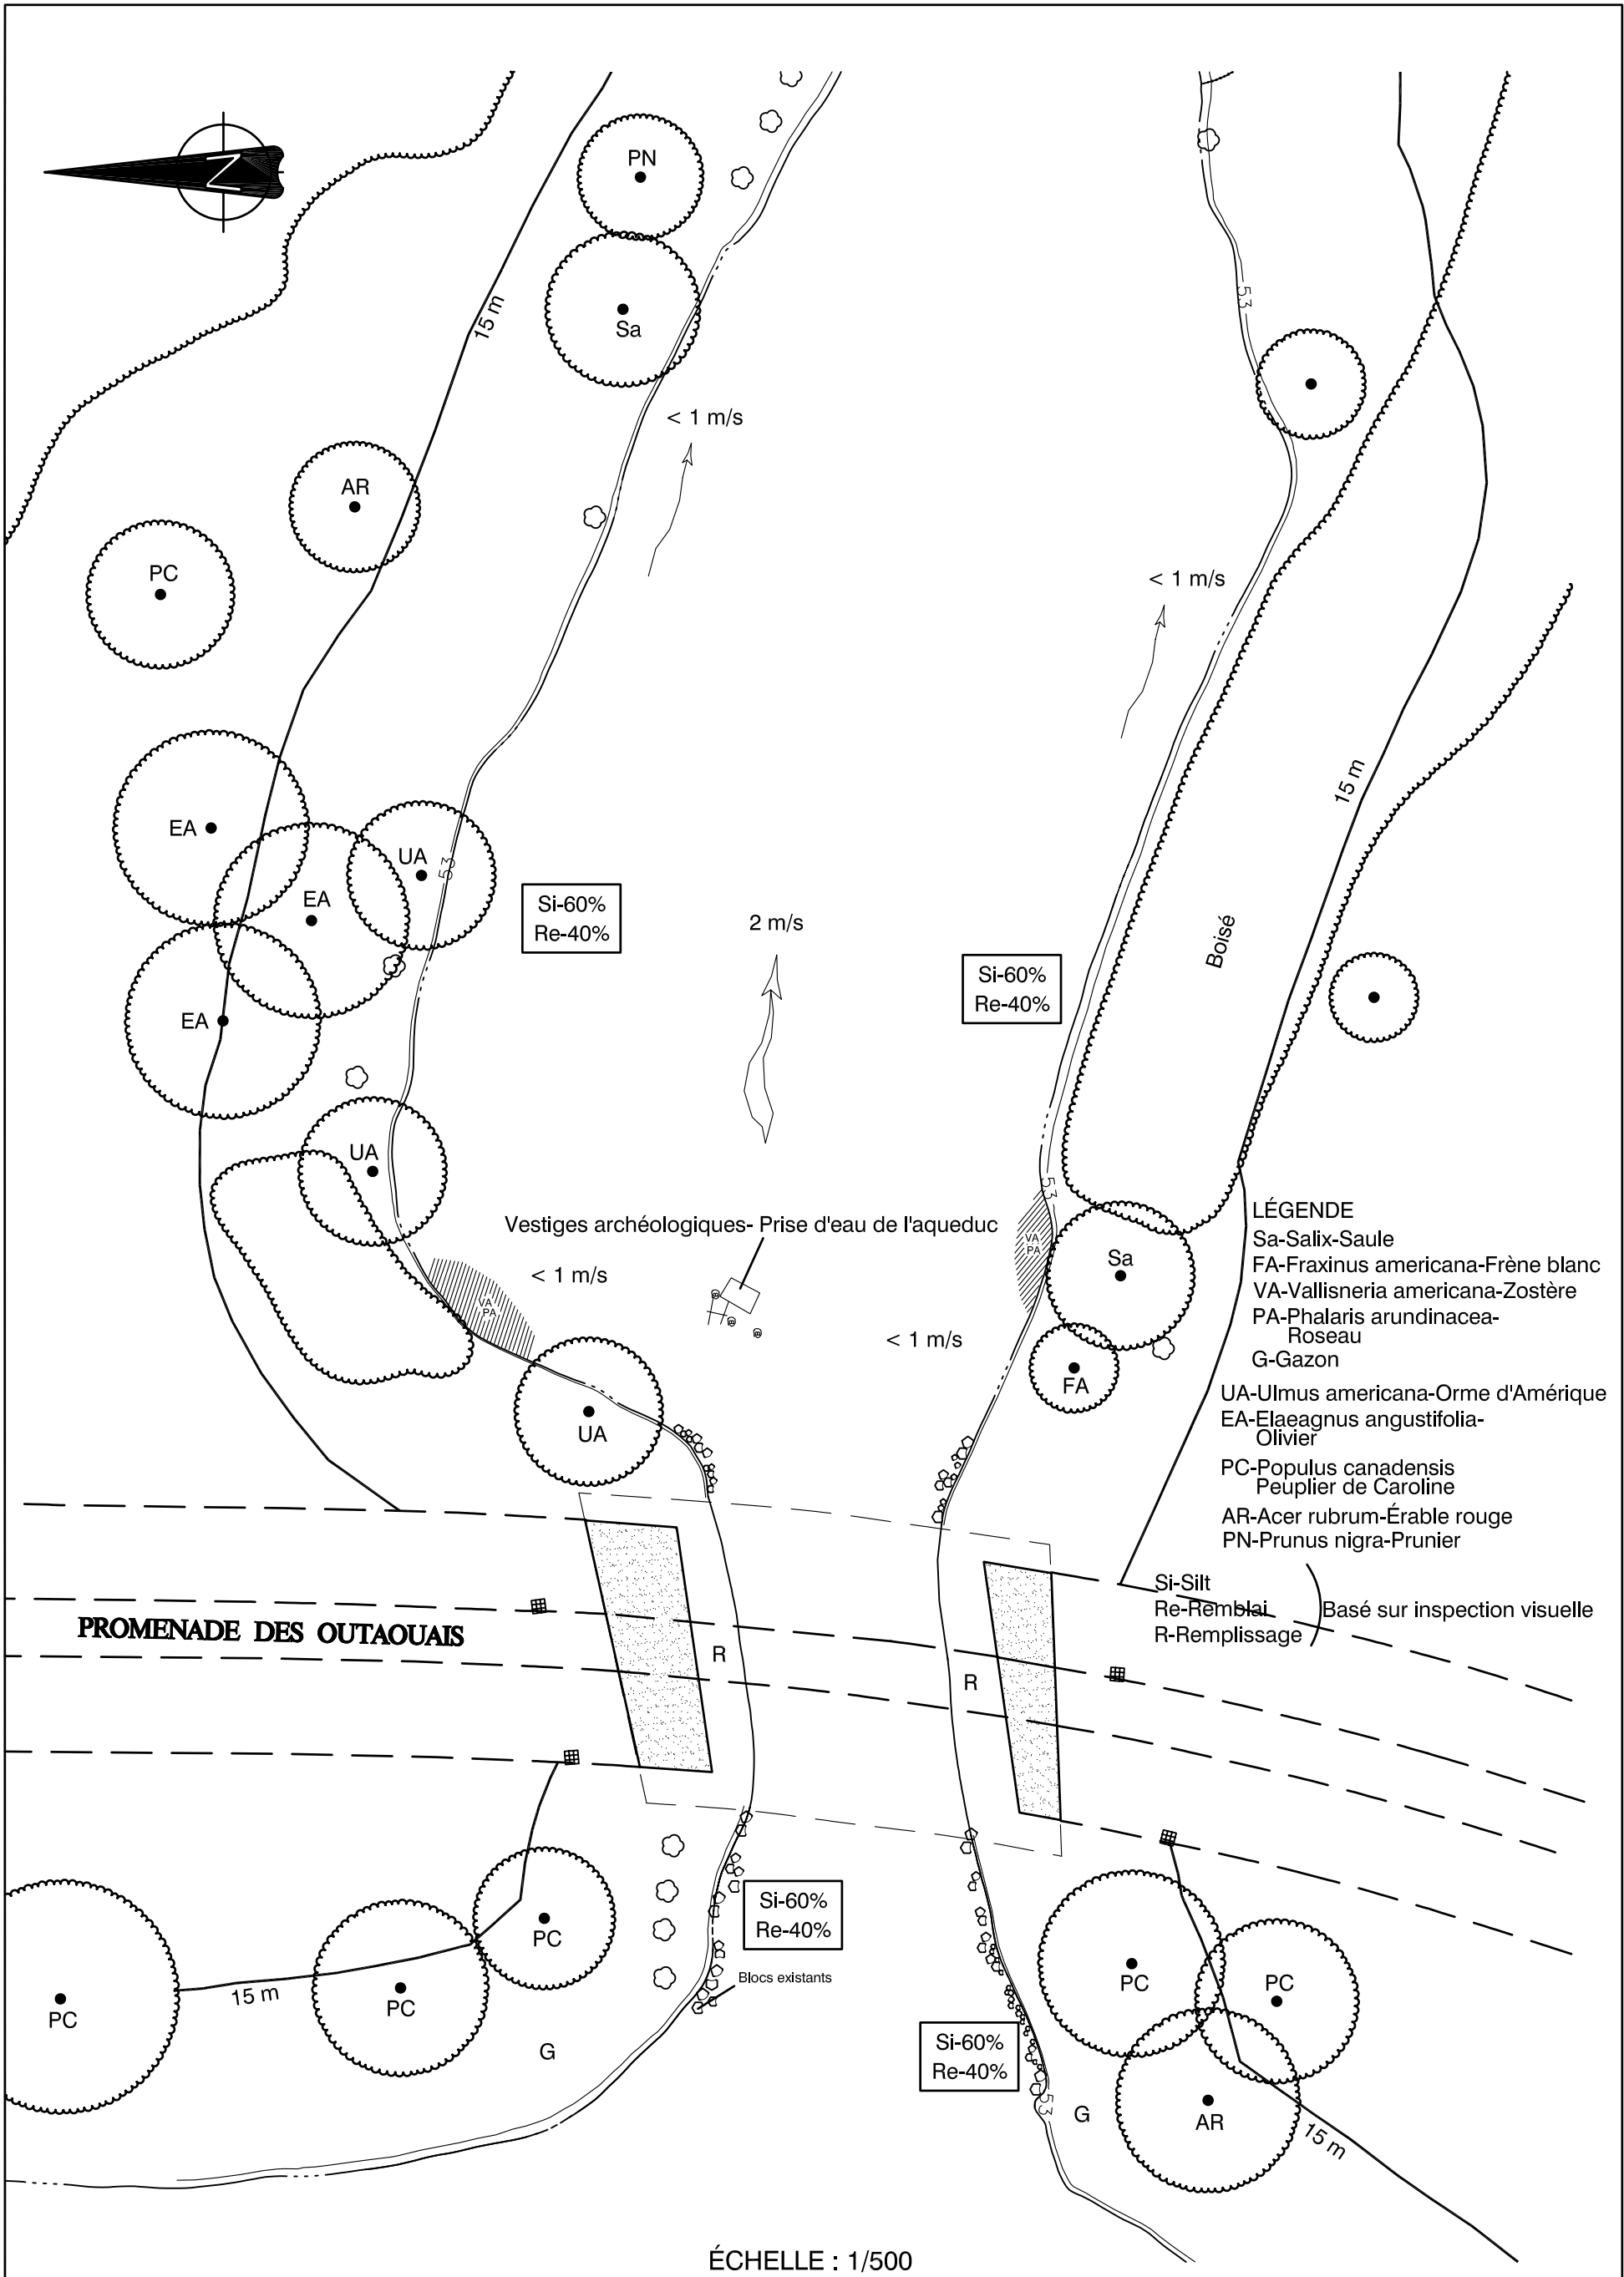 N
PN
Sa
15 m
53
< 1 m/s
AR
PC
< 1 m/s
15 m
EA
UA
53
EA
Si-60%
Re-40%
2 m/s
Boisé
Si-60%
Re-40%
EA
UA
53
Vestiges archéologiques- Prise d'eau de l'aqueduc
< 1 m/s
VA
PA
VA
PA
Sa
< 1 m/s
FA
UA
LÉGENDE
Sa-Salix-Saule
FA-Fraxinus americana-Frène blanc
VA-Vallisneria americana-Zostère
PA-Phalaris arundinacea-
Roseau
G-Gazon
UA-Ulmus americana-Orme d'Amérique
EA-Elaeagnus angustifolia-
Olivier
PC-Populus canadensis
Peuplier de Caroline
AR-Acer rubrum-Érable rouge
PN-Prunus nigra-Prunier
Si-Silt
Re-Remblai
R-Remplissage
Basé sur inspection visuelle
PROMENADE DES OUTAOUAIS
R
R
Si-60%
Re-40%
PC
Blocs existants
PC
PC
15 m
PC
PC
G
Si-60%
Re-40%
53
G
AR
15 m
ÉCHELLE : 1/500